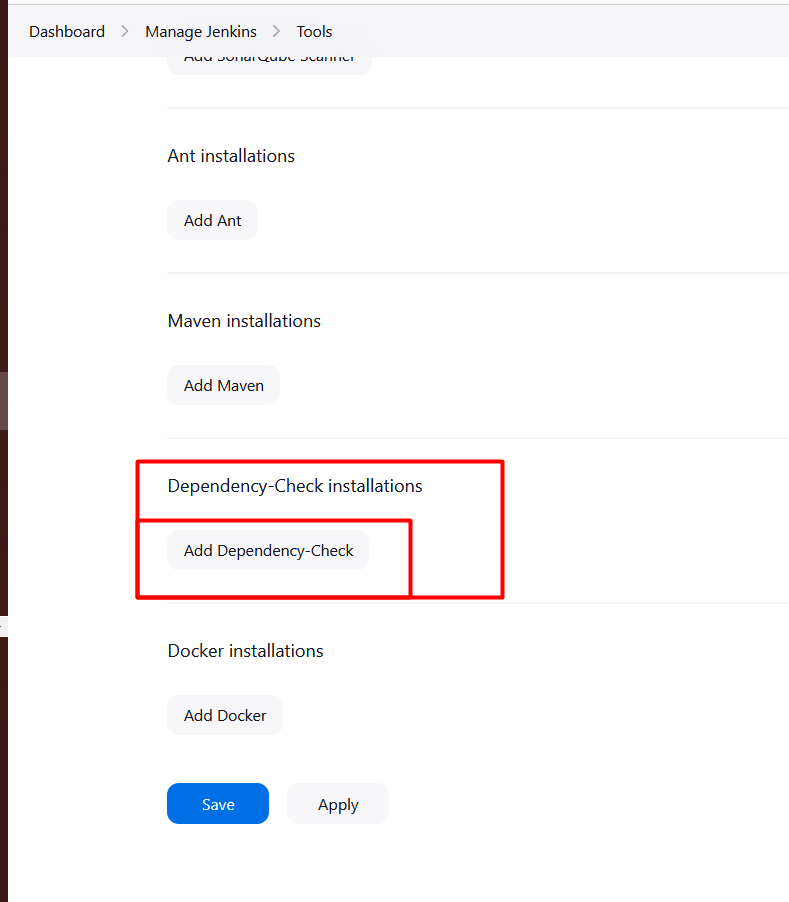 Dashboard > Manage Jenkins > Tools
Add SonarQube Scanner
Ant installations
Add Ant
Maven installations
Add Maven
Dependency-Check installations
Add Dependency-Check
Docker installations
Add Docker
Save Apply